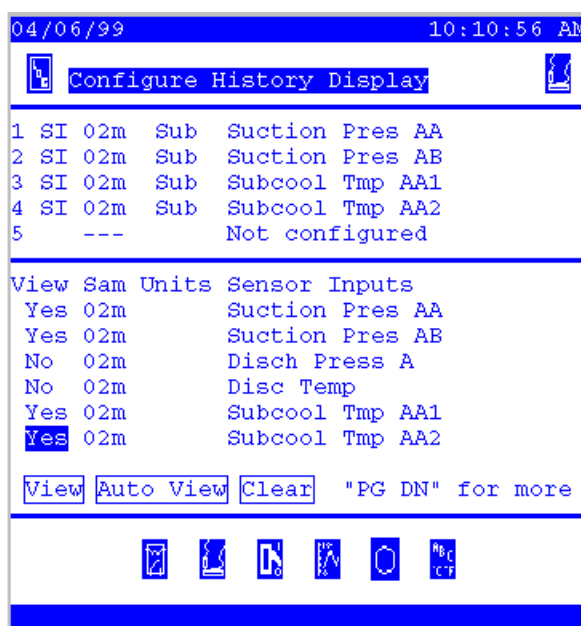 04/06/99 10:10:56 AM
Configure History Display
1 SI 02m Sub Suction Pres AA
2 SI 02m Sub Suction Pres AB
3 SI 02m Sub Subcool Tmp AA1
4 SI 02m Sub Subcool Tmp AA2
5 --- Not configured
View Sam Units Sensor Inputs
Yes 02m Suction Pres AA
Yes 02m Suction Pres AB
No 02m Disch Press A
No 02m Disc Temp
Yes 02m Subcool Tmp AA1
Yes 02m Subcool Tmp AA2
View Auto View Clear "PG DN" for more